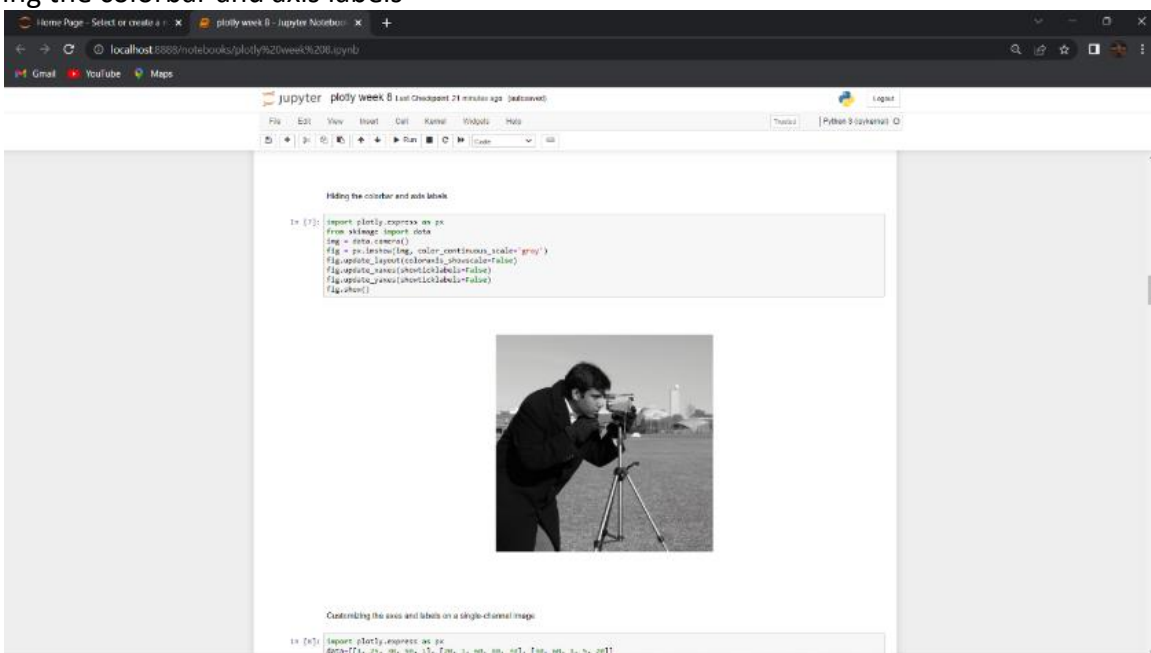 ing the colorbar and axis labels
Home Page - Select or create a n
plotly week 8 - Jupyter Notebook
localhost:8888/notebooks/plotly%20week%208.ipynb
Gmail YouTube Maps
jupyter plotly week 8 Last Checkpoint: 21 minutes ago (autosaved)
Logout
File Edit View Insert Cell Kernel Widgets Help
Trusted Python 3 (ipykernel)
Run Code
Hiding the colorbar and axis labels
In [7]: import plotly.express as px
from skimage import data
img = data.camera()
fig = px.imshow(img, color_continuous_scale='gray')
fig.update_layout(coloraxis_showscale=False)
fig.update_xaxes(showticklabels=False)
fig.update_yaxes(showticklabels=False)
fig.show()
Customizing the axes and labels on a single-channel image
In [8]: import plotly.express as px